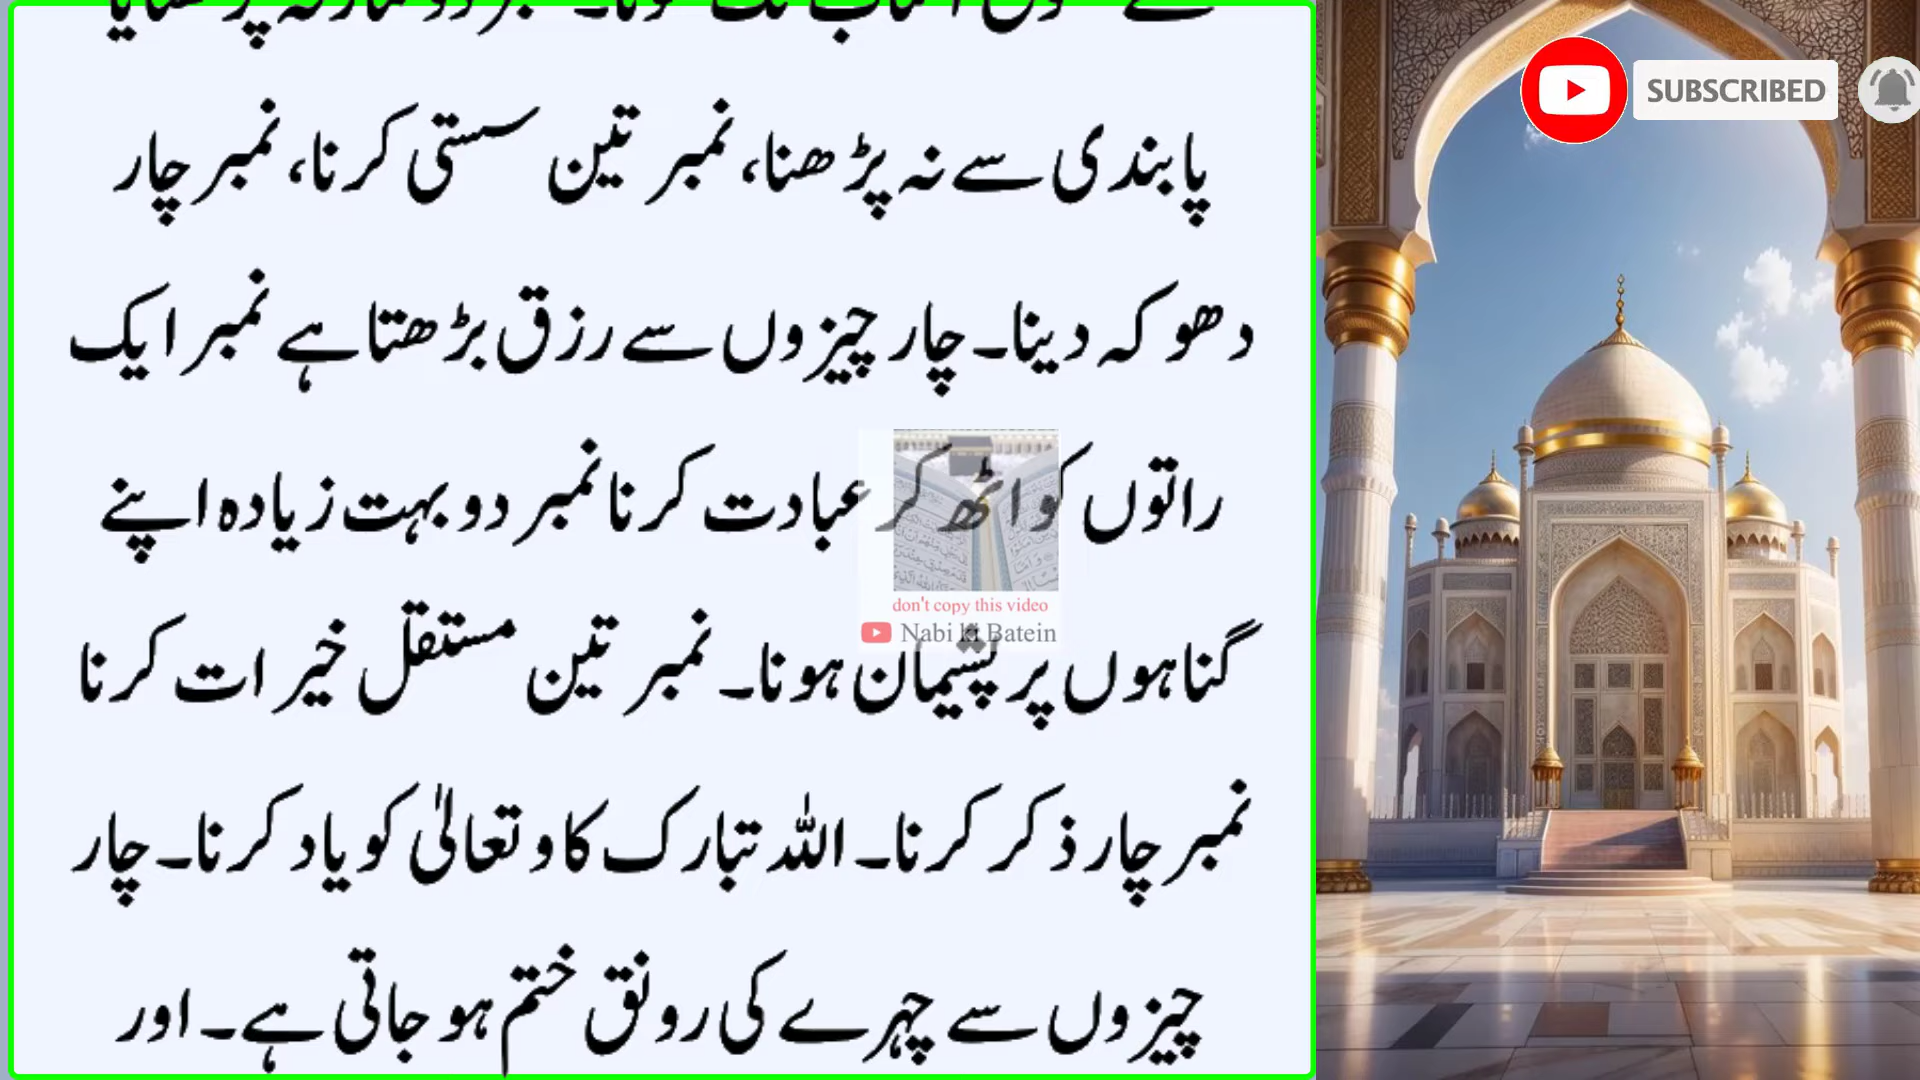 پابندی سے نہ پڑھنا، نمبر تین سستی کرنا، نمبر چار
دھوکہ دینا۔ چار چیزوں سے رزق بڑھتا ہے نمبر ایک
راتوں کو اٹھ کر عبادت کرنا نمبر دو بہت زیادہ اپنے
گناہوں پر پشیمان ہونا۔ نمبر تین مستقل خیرات کرنا
نمبر چار ذکر کرنا۔ اللہ تبارک کا و تعالیٰ کو یاد کرنا۔ چار
چیزوں سے چہرے کی رونق ختم ہو جاتی ہے۔ اور
don't copy this video
Nabi ki Batein
SUBSCRIBED